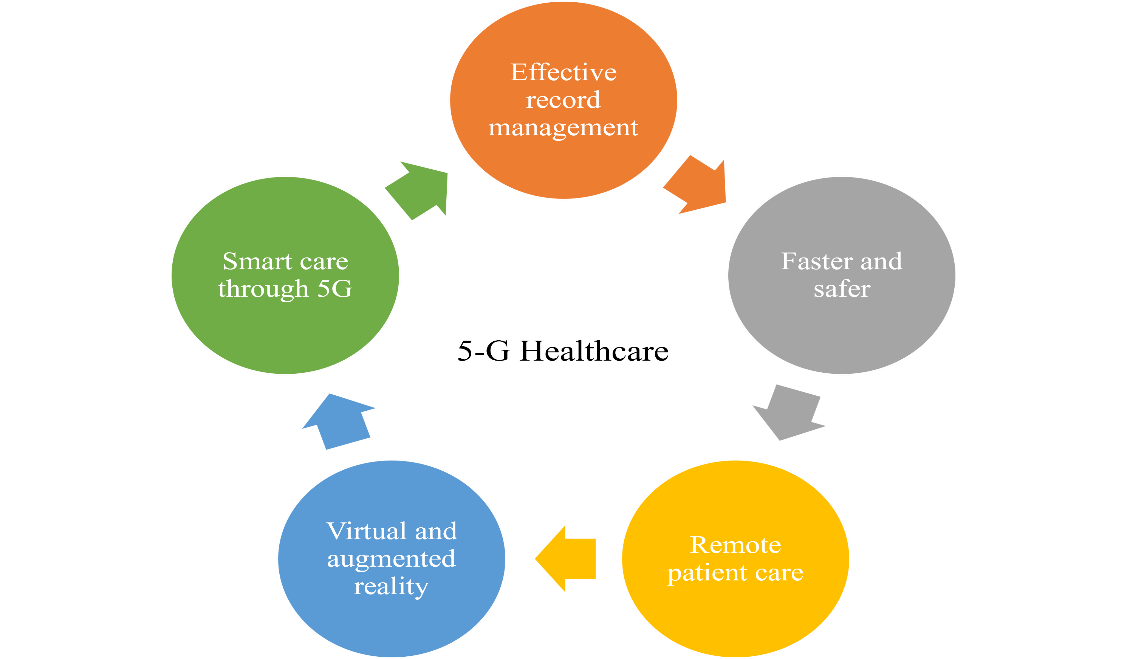 Effective
record
management
Faster and
safer
Remote
patient care
Virtual and
augmented
reality
Smart care
through 5G
5-G Healthcare